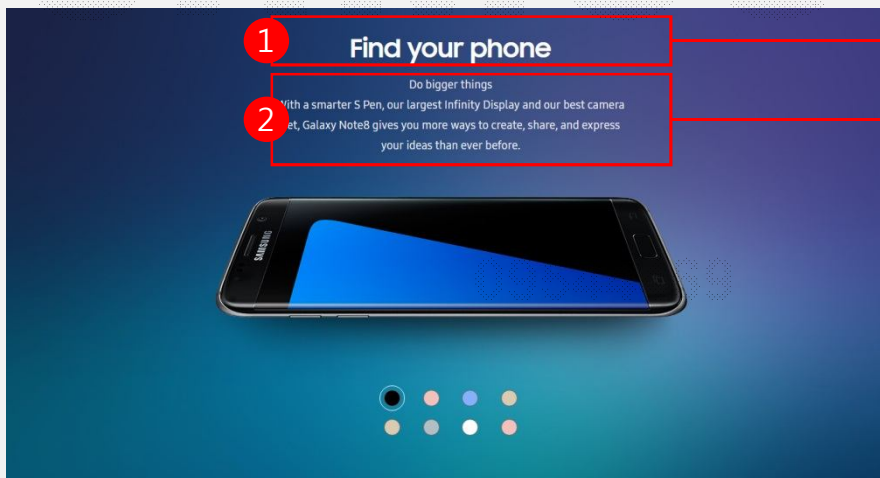 1
Find your phone
2
Do bigger things
ith a smarter S Pen, our largest Infinity Display and our best camera
et, Galaxy Note8 gives you more ways to create, share, and express
your ideas than ever before.
SAMSUNG